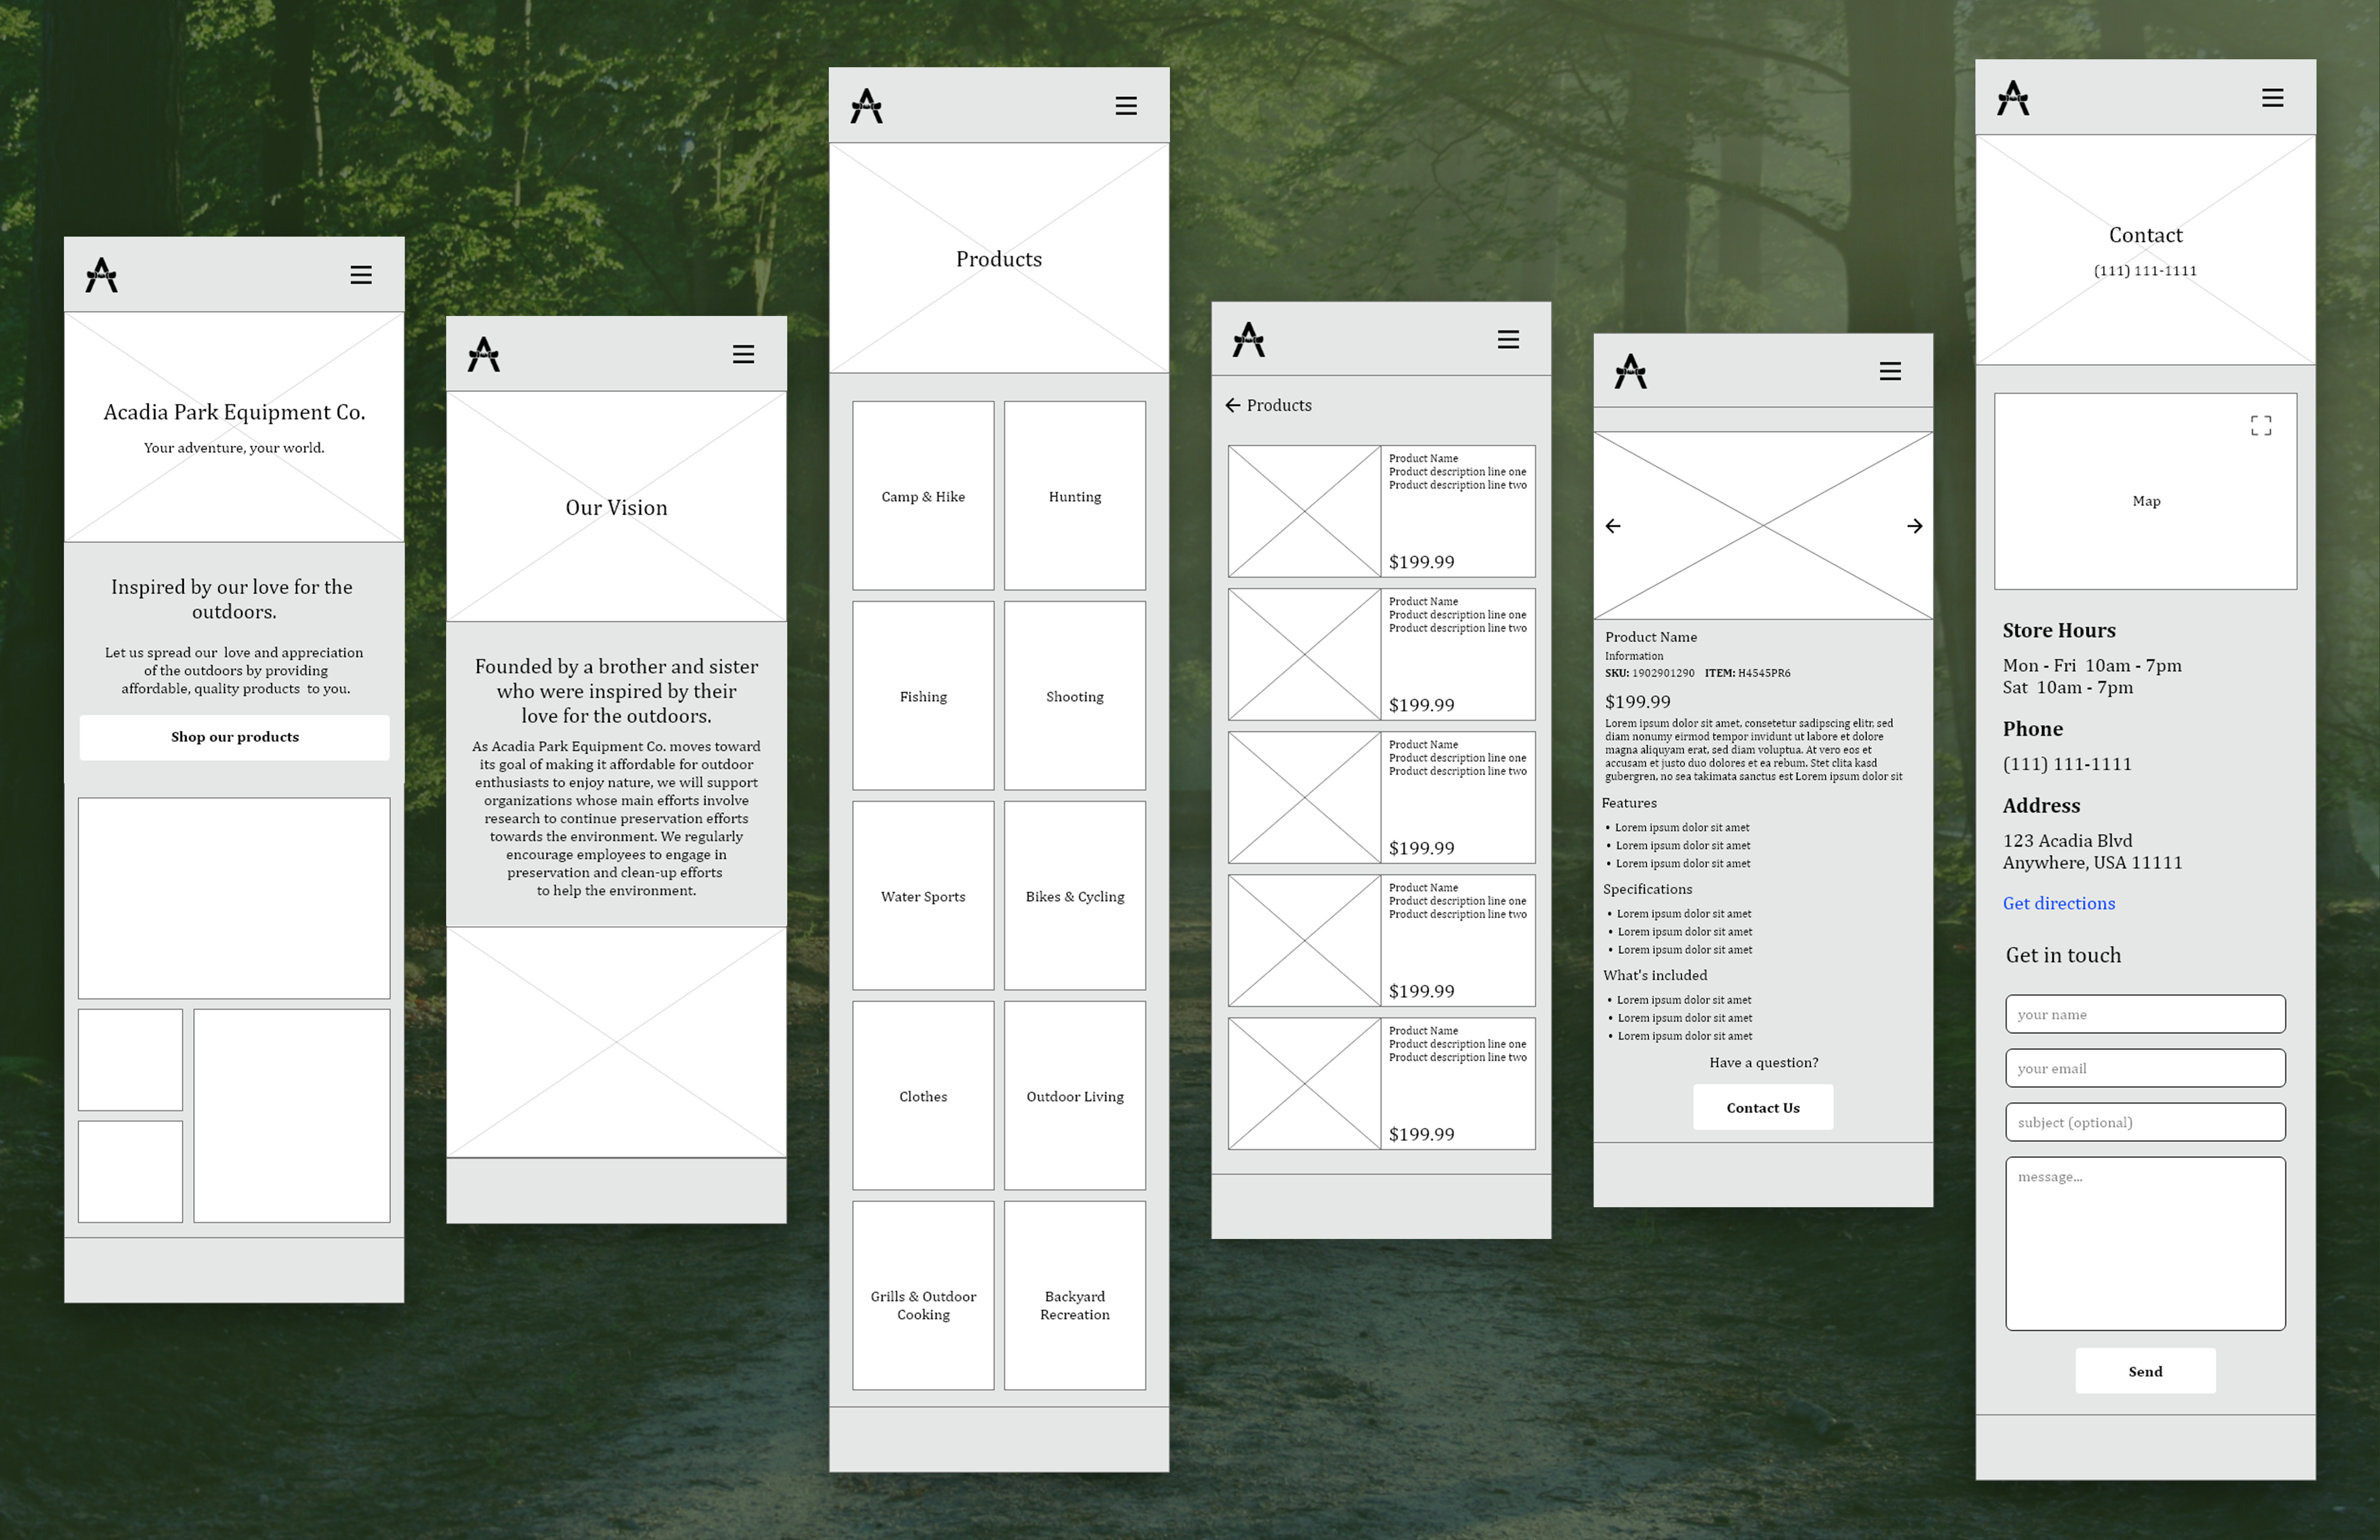 Acadia Park Equipment Co.
Your adventure, your world.
Inspired by our love for the
outdoors.
Let us spread our  love and appreciation
of the outdoors by providing
affordable, quality products  to you.
Shop our products
Our Vision
Founded by a brother and sister
who were inspired by their
love for the outdoors.
As Acadia Park Equipment Co. moves toward
its goal of making it affordable for outdoor
enthusiasts to enjoy nature, we will support
organizations whose main efforts involve
research to continue preservation efforts
towards the environment. We regularly
encourage employees to engage in
preservation and clean-up efforts
to help the environment.
Products
Camp & Hike
Hunting
Fishing
Shooting
Water Sports
Bikes & Cycling
Clothes
Outdoor Living
Grills & Outdoor
Cooking
Backyard
Recreation
Products
Product Name
Product description line one
Product description line two
$199.99
Product Name
Product description line one
Product description line two
$199.99
Product Name
Product description line one
Product description line two
$199.99
Product Name
Product description line one
Product description line two
$199.99
Product Name
Product description line one
Product description line two
$199.99
Product Name
Information
SKU: 1902901290   ITEM: H4545PR6
$199.99
Lorem ipsum dolor sit amet, consetetur sadipscing elitr, sed
diam nonumy eirmod tempor invidunt ut labore et dolore
magna aliquyam erat, sed diam voluptua. At vero eos et
accusam et justo duo dolores et ea rebum. Stet clita kasd
gubergren, no sea takimata sanctus est Lorem ipsum dolor sit
Features
• Lorem ipsum dolor sit amet
• Lorem ipsum dolor sit amet
• Lorem ipsum dolor sit amet
Specifications
• Lorem ipsum dolor sit amet
• Lorem ipsum dolor sit amet
• Lorem ipsum dolor sit amet
What's included
• Lorem ipsum dolor sit amet
• Lorem ipsum dolor sit amet
• Lorem ipsum dolor sit amet
Have a question?
Contact Us
Contact
(111) 111-1111
Map
Store Hours
Mon - Fri  10am - 7pm
Sat  10am - 7pm
Phone
(111) 111-1111
Address
123 Acadia Blvd
Anywhere, USA 11111
Get directions
Get in touch
your name
your email
subject (optional)
message...
Send